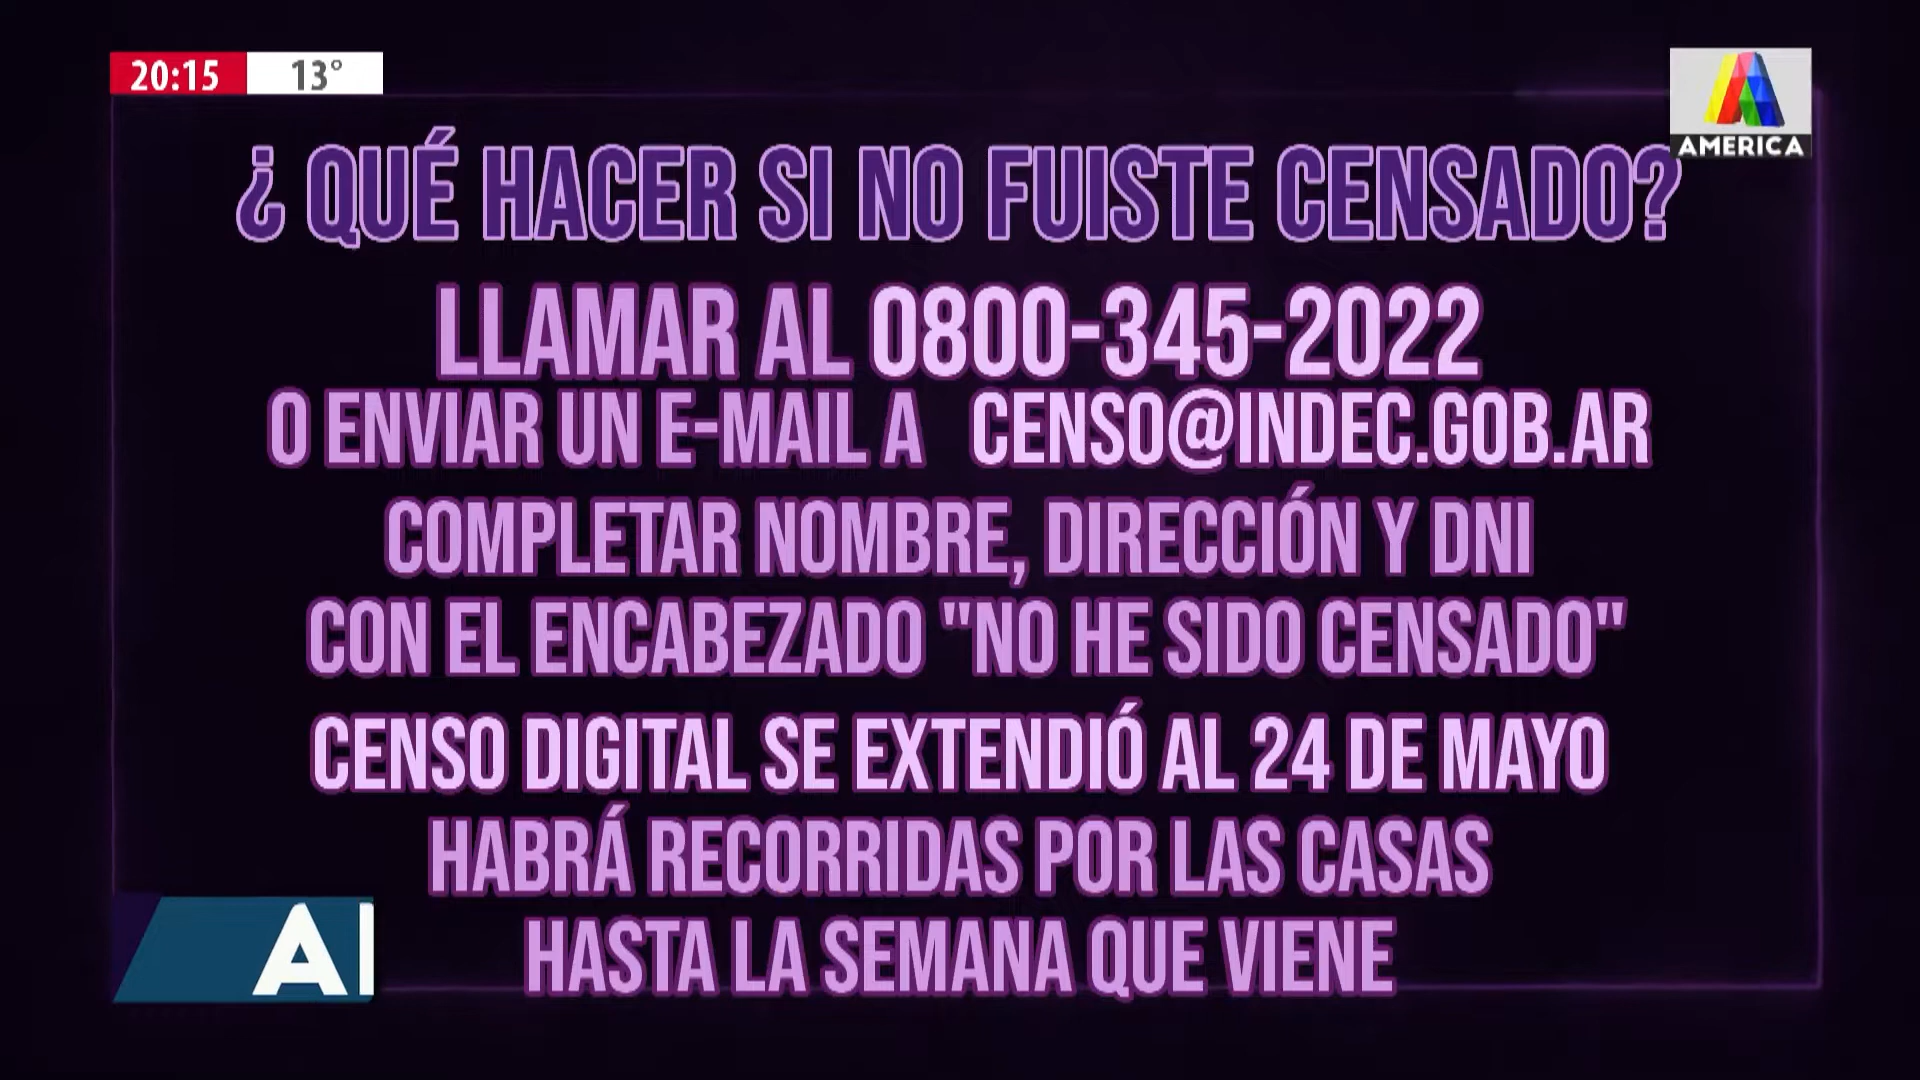 20:15 13°
AMERICA
¿ QUÉ HACER SI NO FUISTE CENSADO?
LLAMAR AL 0800-345-2022
O ENVIAR UN E-MAIL A CENSO@INDEC.GOB.AR
COMPLETAR NOMBRE, DIRECCIÓN Y DNI
CON EL ENCABEZADO "NO HE SIDO CENSADO"
CENSO DIGITAL SE EXTENDIÓ AL 24 DE MAYO
HABRÁ RECORRIDAS POR LAS CASAS
HASTA LA SEMANA QUE VIENE
A